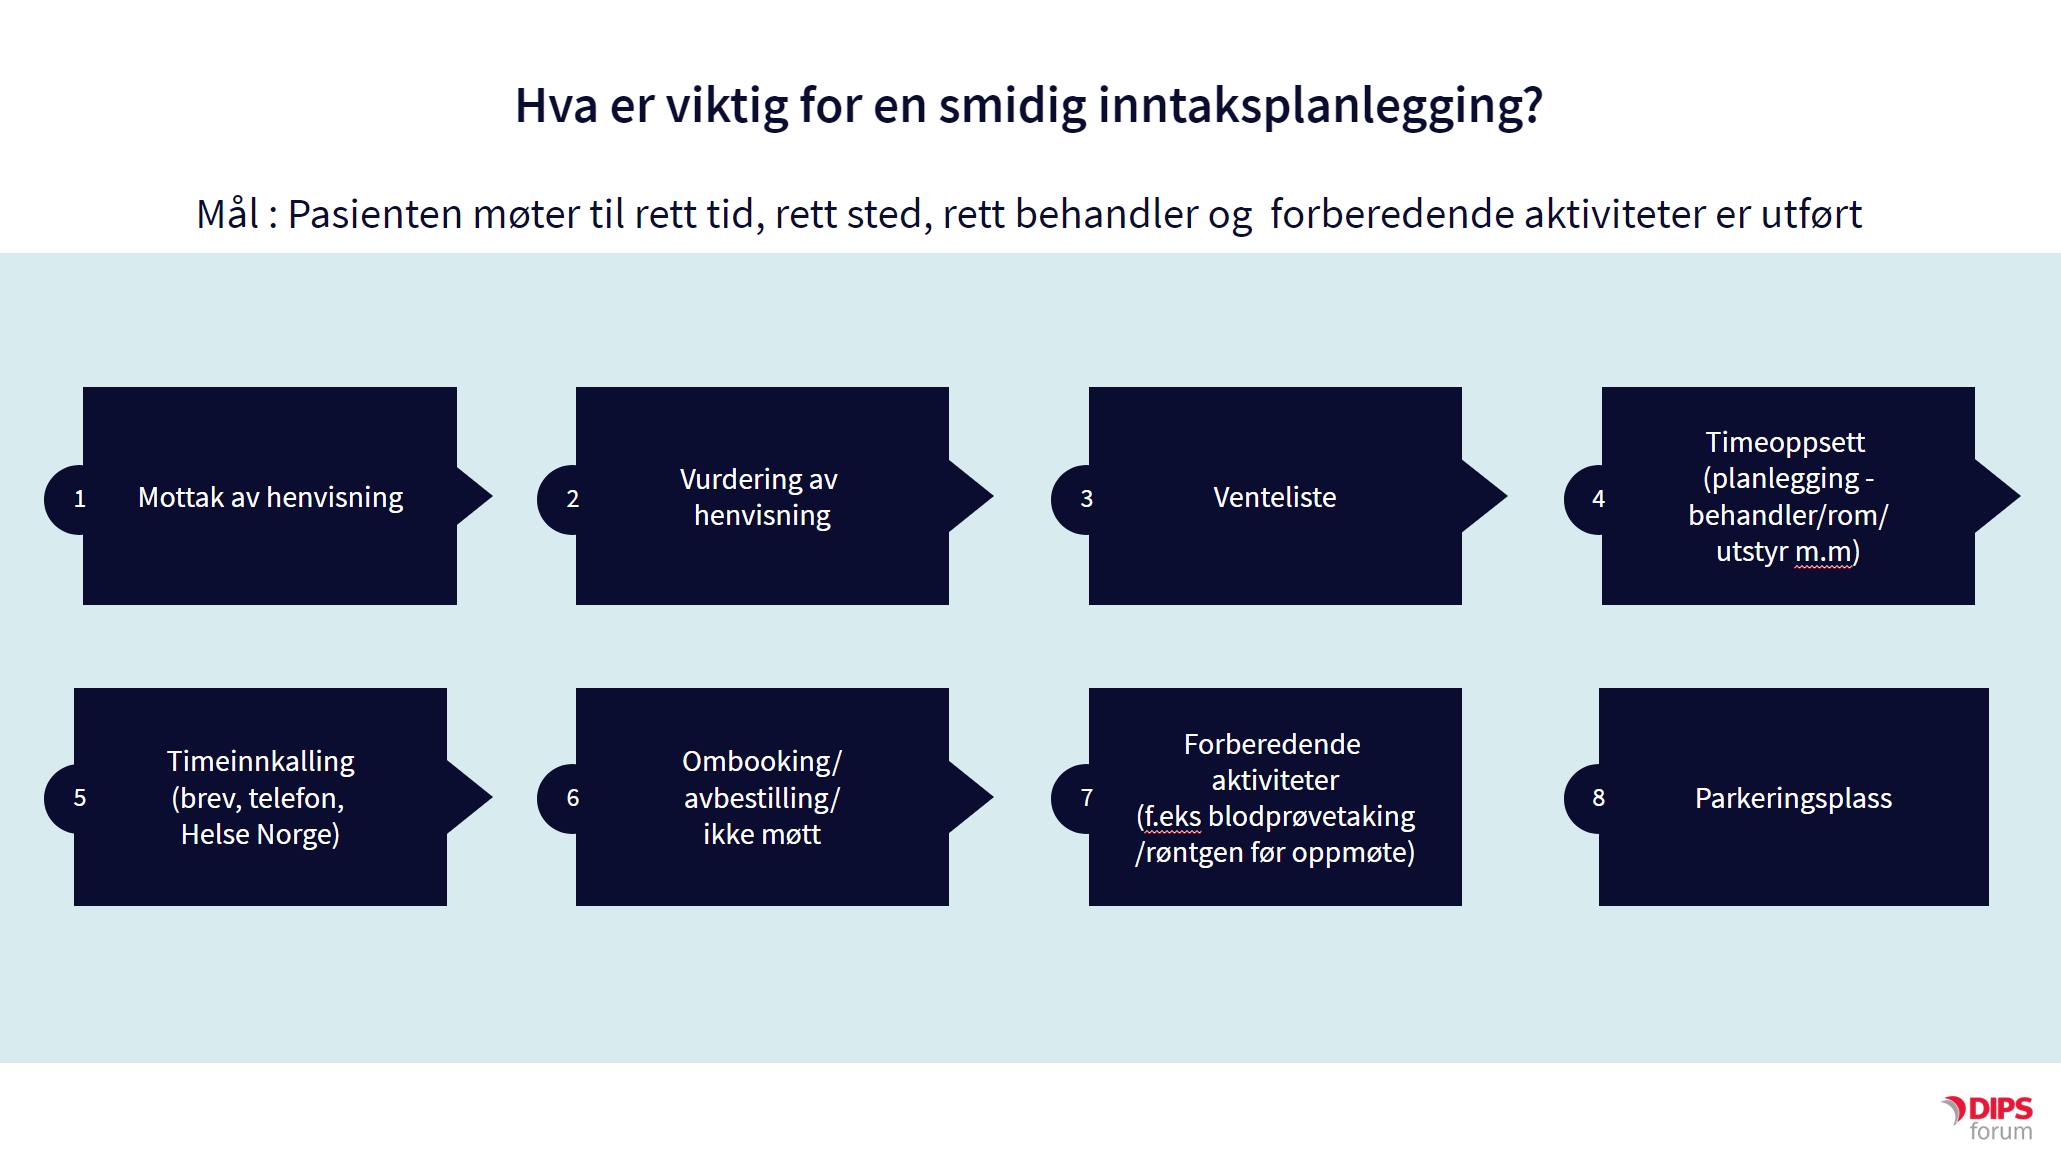 Hva er viktig for en smidig inntaksplanlegging?
Mål : Pasienten møter til rett tid, rett sted, rett behandler og  forberedende aktiviteter er utført
1
Mottak av henvisning
2
Vurdering av
henvisning
3
Venteliste
4
Timeoppsett
(planlegging -
behandler/rom/
utstyr m.m)
5
Timeinnkalling
(brev, telefon,
Helse Norge)
6
Ombooking/
avbestilling/
ikke møtt
7
Forberedende
aktiviteter
(f.eks blodprøvetaking
/røntgen før oppmøte)
8
Parkeringsplass
DIPS
forum